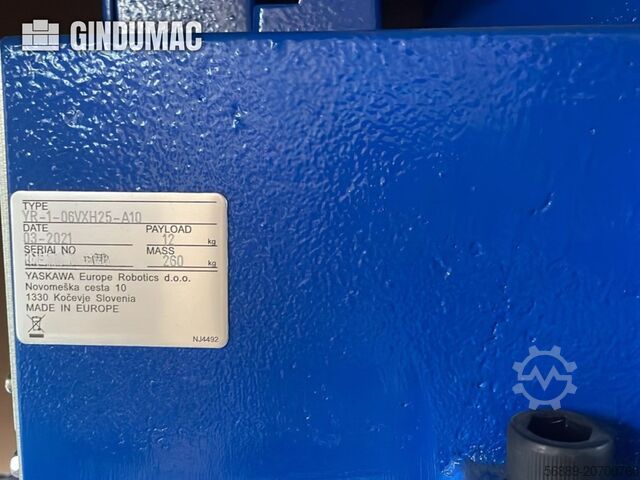 GINDUMAC
TYPE
YR-1-06VXH25-A10
DATE PAYLOAD
03-2021 12 kg
SERIAL NO MASS
260 kg
YASKAWA Europe Robotics d.o.o.
Novomeška cesta 10
1330 Kočevje Slovenia
MADE IN EUROPE
NJ4492